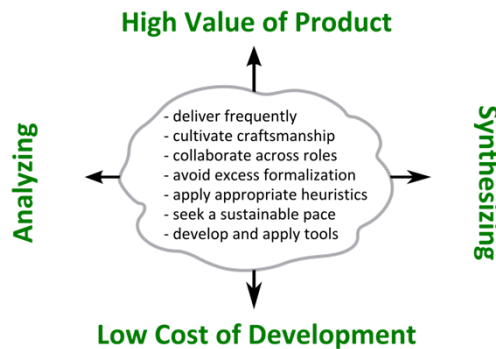 High Value of Product
Analyzing
- deliver frequently
- cultivate craftsmanship
- collaborate across roles
- avoid excess formalization
- apply appropriate heuristics
- seek a sustainable pace
- develop and apply tools
Synthesizing
Low Cost of Development